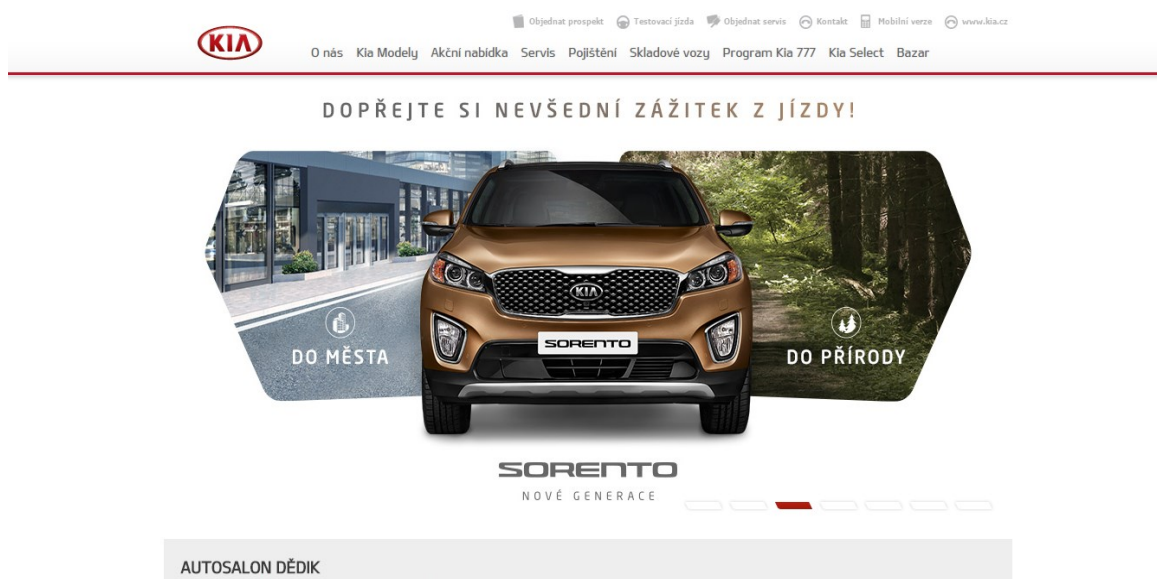 Objednat prospekt Testovací jízda Objednat servis Kontakt Mobilní verze www.kia.cz
KIA
O nás Kia Modely Akční nabídka Servis Pojištění Skladové vozy Program Kia 777 Kia Select Bazar
DOPŘEJTE SI NEVŠEDNÍ ZÁŽITEK Z JÍZDY!
KIA
SORENTO
DO MĚSTA
DO PŘÍRODY
SORENTO
NOVÉ GENERACE
AUTOSALON DĚDIK